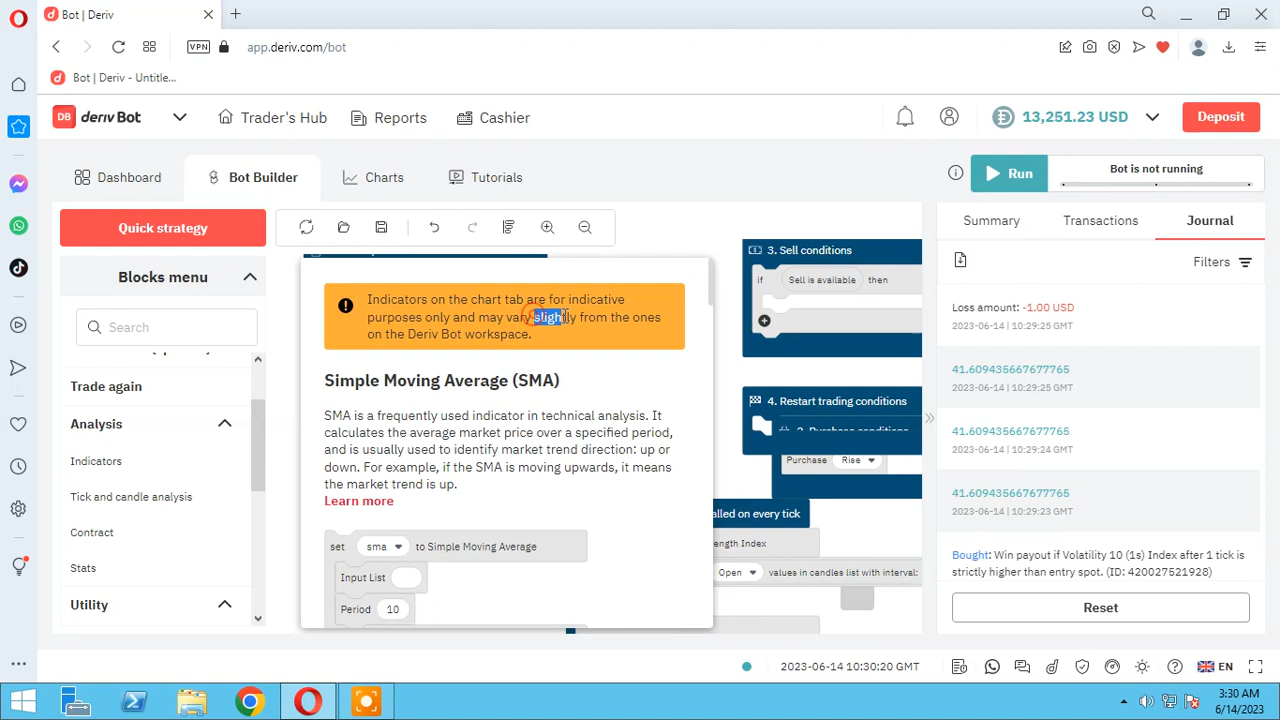 Bot | Deriv
VPN
app.deriv.com/bot
Bot | Deriv - Untitle...
DB deriv Bot
Trader's Hub
Reports
Cashier
13,251.23 USD
Deposit
Dashboard
Bot Builder
Charts
Tutorials
Run
Bot is not running
Quick strategy
Blocks menu
Search
Trade again
Analysis
Indicators
Tick and candle analysis
Contract
Stats
Utility
Indicators on the chart tab are for indicative
purposes only and may vary slightly from the ones
on the Deriv Bot workspace.
Simple Moving Average (SMA)
SMA is a frequently used indicator in technical analysis. It
calculates the average market price over a specified period,
and is usually used to identify market trend direction: up or
down. For example, if the SMA is moving upwards, it means
the market trend is up.
Learn more
set sma to Simple Moving Average
Input List
Period 10
3. Sell conditions
if Sell is available then
4. Restart trading conditions
2. Purchase conditions
Purchase Rise
alled on every tick
ength Index
Open values in candles list with interval:
Summary
Transactions
Journal
Filters
Loss amount: -1.00 USD
2023-06-14 | 10:29:25 GMT
41.609435667677765
2023-06-14 | 10:29:25 GMT
41.609435667677765
2023-06-14 | 10:29:24 GMT
41.609435667677765
2023-06-14 | 10:29:23 GMT
Bought: Win payout if Volatility 10 (1s) Index after 1 tick is
strictly higher than entry spot. (ID: 420027521928)
Reset
2023-06-14 10:30:20 GMT
EN
3:30 AM
6/14/2023